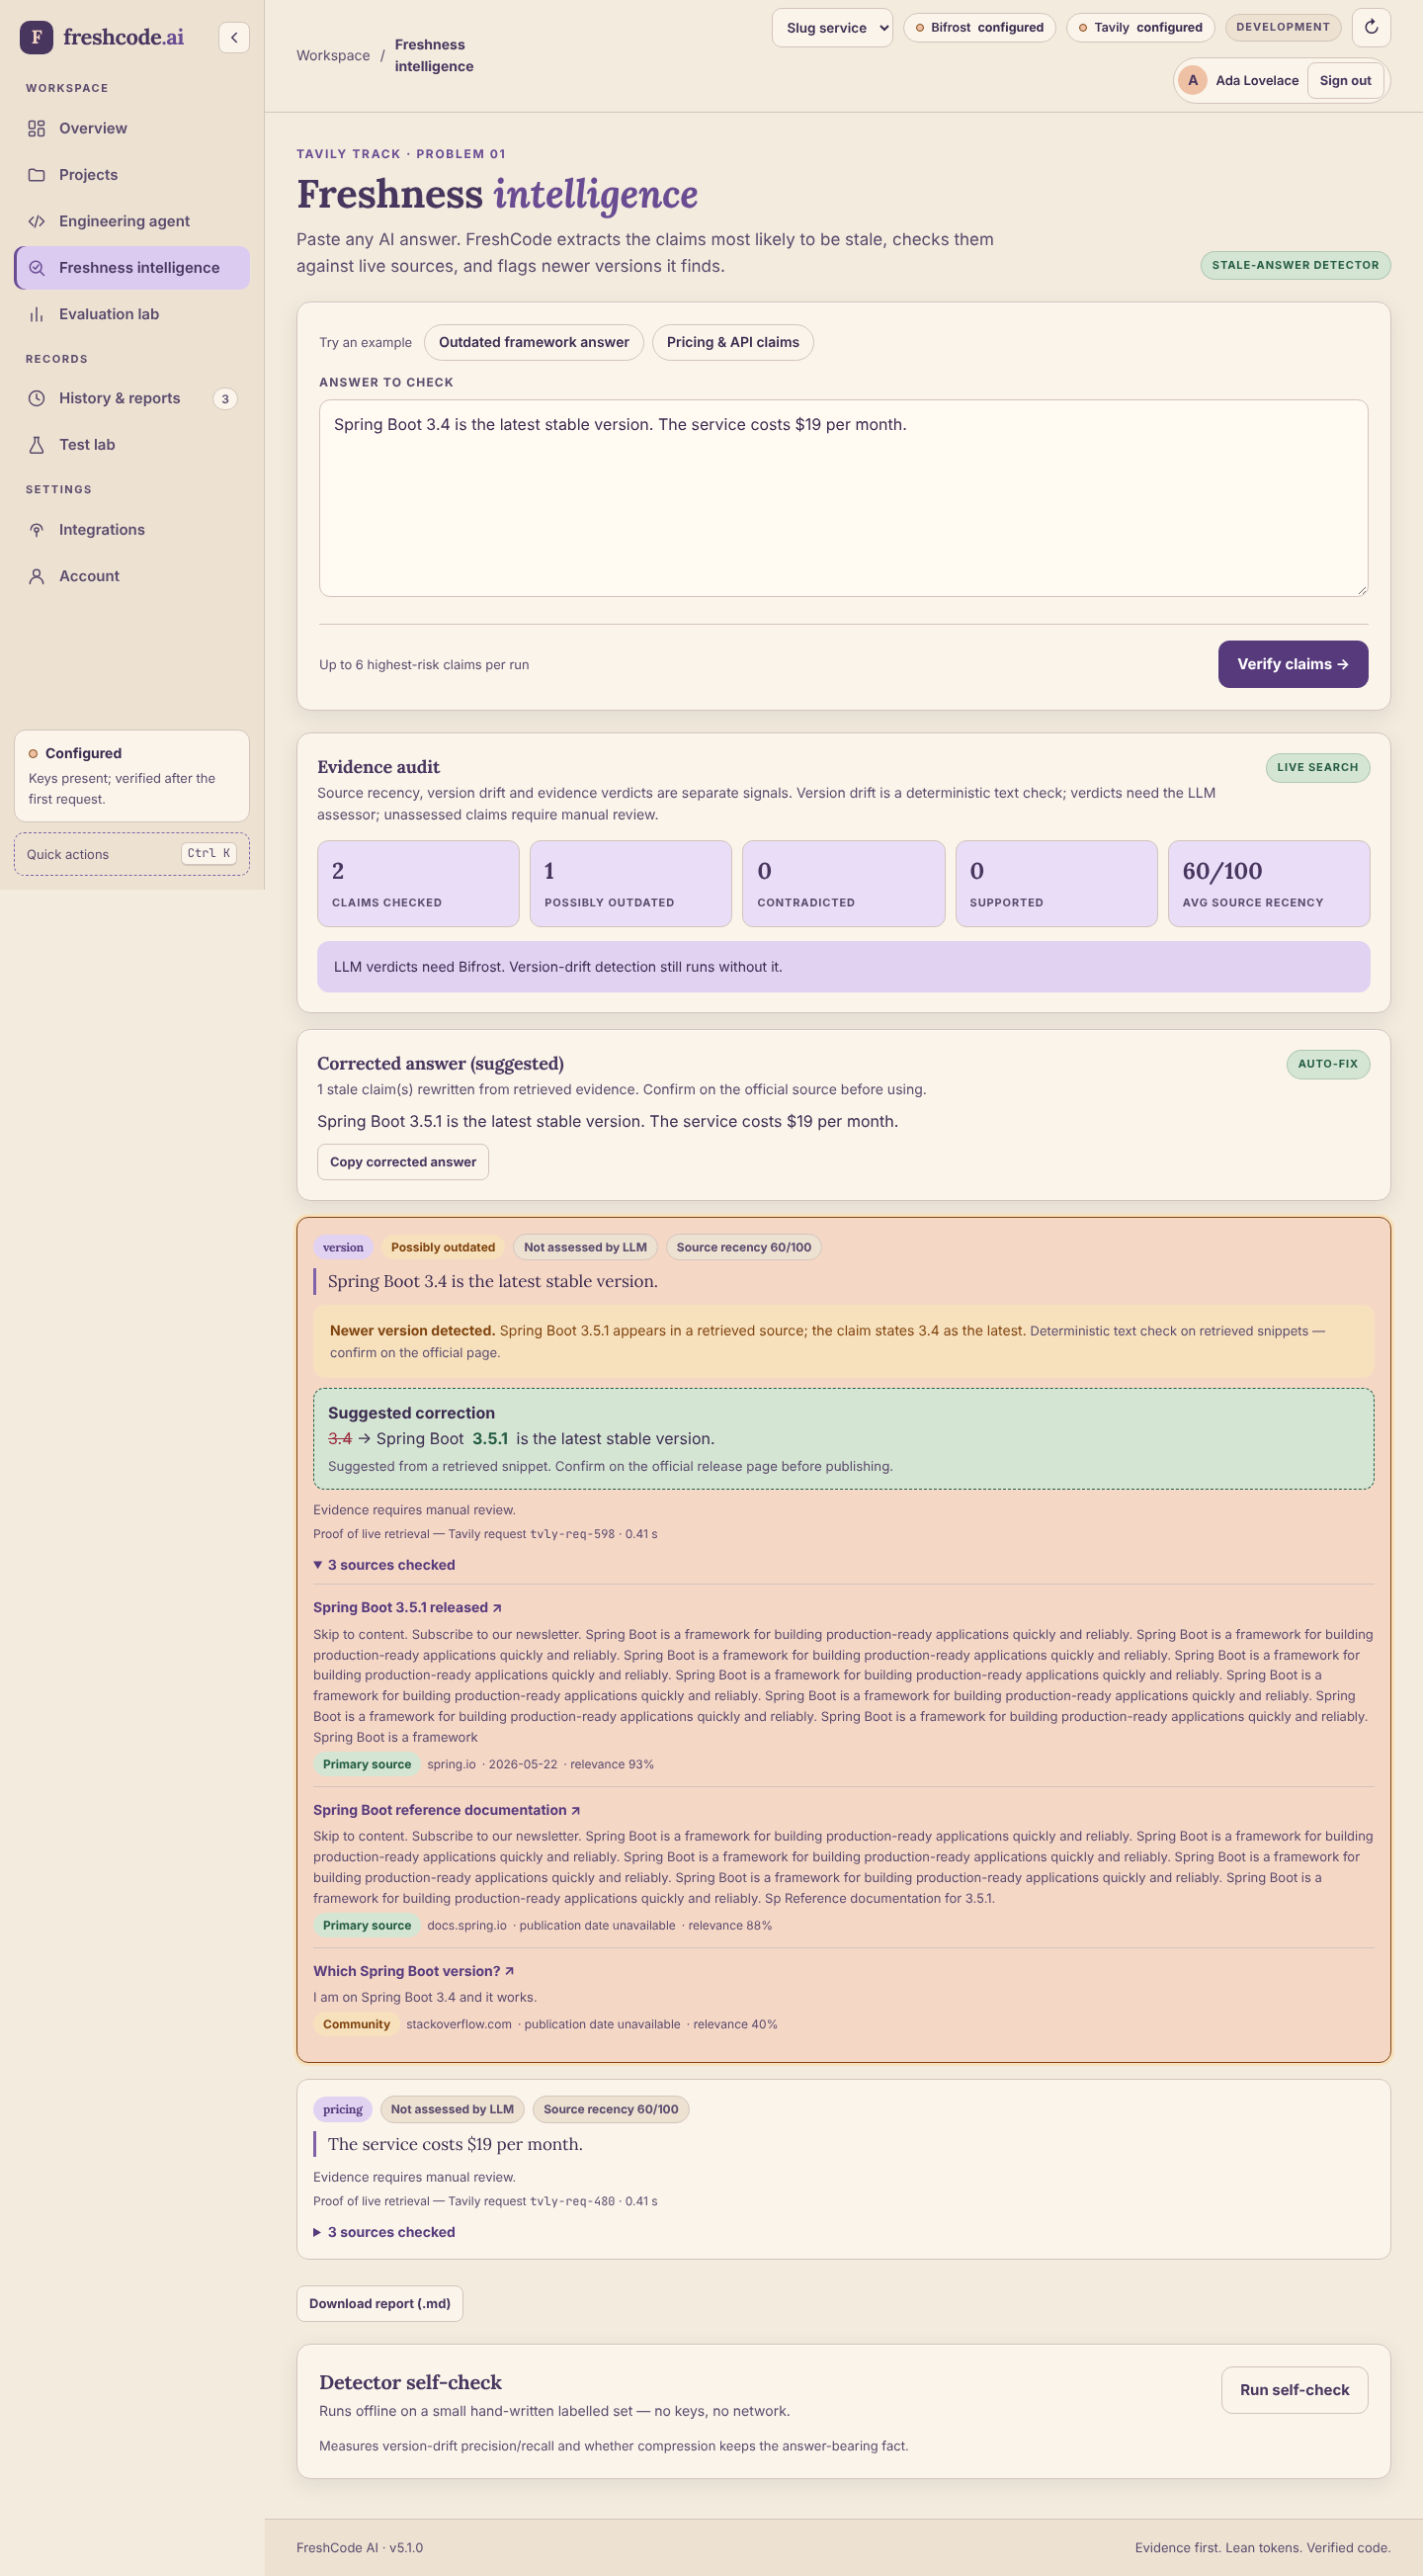 F freshcode.ai
WORKSPACE
Overview
Projects
Engineering agent
Freshness intelligence
Evaluation lab
RECORDS
History & reports 3
Test lab
SETTINGS
Integrations
Account
Configured
Keys present; verified after the
first request.
Quick actions Ctrl K
Workspace / Freshness
intelligence
Slug service Bifrost configured Tavily configured DEVELOPMENT
A Ada Lovelace Sign out
TAVILY TRACK · PROBLEM 01
Freshness intelligence
Paste any AI answer. FreshCode extracts the claims most likely to be stale, checks them
against live sources, and flags newer versions it finds.
STALE-ANSWER DETECTOR
Try an example Outdated framework answer Pricing & API claims
ANSWER TO CHECK
Spring Boot 3.4 is the latest stable version. The service costs $19 per month.
Up to 6 highest-risk claims per run
Verify claims →
Evidence audit
LIVE SEARCH
Source recency, version drift and evidence verdicts are separate signals. Version drift is a deterministic text check; verdicts need the LLM
assessor; unassessed claims require manual review.
2
CLAIMS CHECKED
1
POSSIBLY OUTDATED
0
CONTRADICTED
0
SUPPORTED
60/100
AVG SOURCE RECENCY
LLM verdicts need Bifrost. Version-drift detection still runs without it.
Corrected answer (suggested)
AUTO-FIX
1 stale claim(s) rewritten from retrieved evidence. Confirm on the official source before using.
Spring Boot 3.5.1 is the latest stable version. The service costs $19 per month.
Copy corrected answer
version Possibly outdated Not assessed by LLM Source recency 60/100
Spring Boot 3.4 is the latest stable version.
Newer version detected. Spring Boot 3.5.1 appears in a retrieved source; the claim states 3.4 as the latest. Deterministic text check on retrieved snippets —
confirm on the official page.
Suggested correction
3.4 → Spring Boot 3.5.1 is the latest stable version.
Suggested from a retrieved snippet. Confirm on the official release page before publishing.
Evidence requires manual review.
Proof of live retrieval — Tavily request tvly-req-598 · 0.41 s
▼ 3 sources checked
Spring Boot 3.5.1 released ↗
Skip to content. Subscribe to our newsletter. Spring Boot is a framework for building production-ready applications quickly and reliably. Spring Boot is a framework for building
production-ready applications quickly and reliably. Spring Boot is a framework for building production-ready applications quickly and reliably. Spring Boot is a framework for
building production-ready applications quickly and reliably. Spring Boot is a framework for building production-ready applications quickly and reliably. Spring Boot is a
framework for building production-ready applications quickly and reliably. Spring Boot is a framework for building production-ready applications quickly and reliably. Spring
Boot is a framework for building production-ready applications quickly and reliably. Spring Boot is a framework for building production-ready applications quickly and reliably.
Spring Boot is a framework
Primary source spring.io · 2026-05-22 · relevance 93%
Spring Boot reference documentation ↗
Skip to content. Subscribe to our newsletter. Spring Boot is a framework for building production-ready applications quickly and reliably. Spring Boot is a framework for building
production-ready applications quickly and reliably. Spring Boot is a framework for building production-ready applications quickly and reliably. Spring Boot is a framework for
building production-ready applications quickly and reliably. Spring Boot is a framework for building production-ready applications quickly and reliably. Spring Boot is a
framework for building production-ready applications quickly and reliably. Sp Reference documentation for 3.5.1.
Primary source docs.spring.io · publication date unavailable · relevance 88%
Which Spring Boot version? ↗
I am on Spring Boot 3.4 and it works.
Community stackoverflow.com · publication date unavailable · relevance 40%
pricing Not assessed by LLM Source recency 60/100
The service costs $19 per month.
Evidence requires manual review.
Proof of live retrieval — Tavily request tvly-req-480 · 0.41 s
▶ 3 sources checked
Download report (.md)
Detector self-check
Runs offline on a small hand-written labelled set — no keys, no network.
Run self-check
Measures version-drift precision/recall and whether compression keeps the answer-bearing fact.
FreshCode AI · v5.1.0
Evidence first. Lean tokens. Verified code.